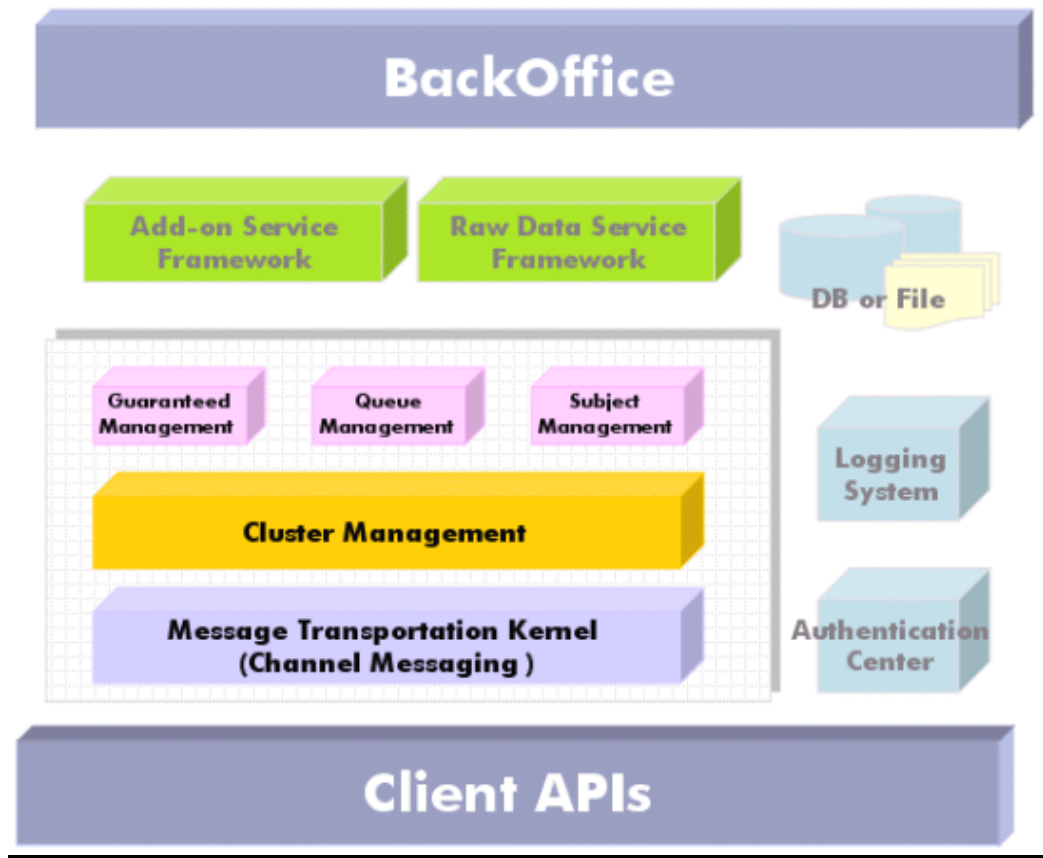 BackOffice
Add-on Service
Framework
Raw Data Service
Framework
DB or File
Guaranteed
Management
Queue
Management
Subject
Management
Logging
System
Cluster Management
Message Transportation Kernel
(Channel Messaging )
Authentication
Center
Client APIs